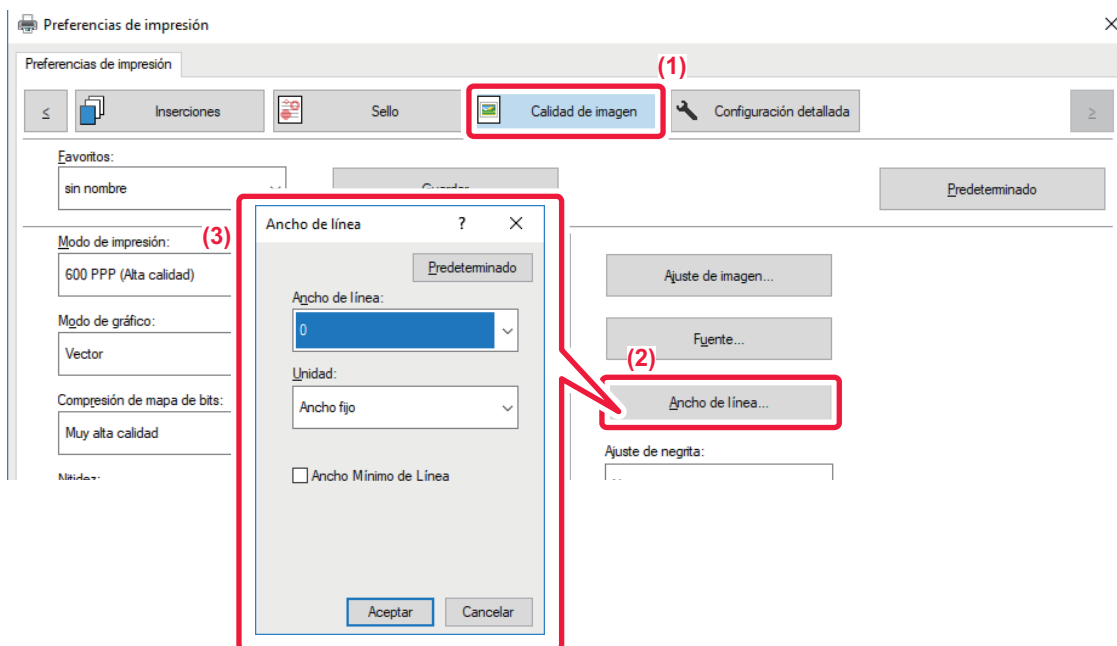 Preferencias de impresión
Preferencias de impresión
(1)
Inserciones
Sello
Calidad de imagen
Configuración detallada
Favoritos:
sin nombre
Predeterminado
Modo de impresión:
600 PPP (Alta calidad)
Modo de gráfico:
Vector
Compresión de mapa de bits:
Muy alta calidad
Nitidez:
(3)
Ancho de línea
?
Predeterminado
Ancho de línea:
0
Unidad:
Ancho fijo
Ancho Mínimo de Línea
Aceptar
Cancelar
Ajuste de imagen...
Fuente...
(2)
Ancho de línea...
Ajuste de negrita: